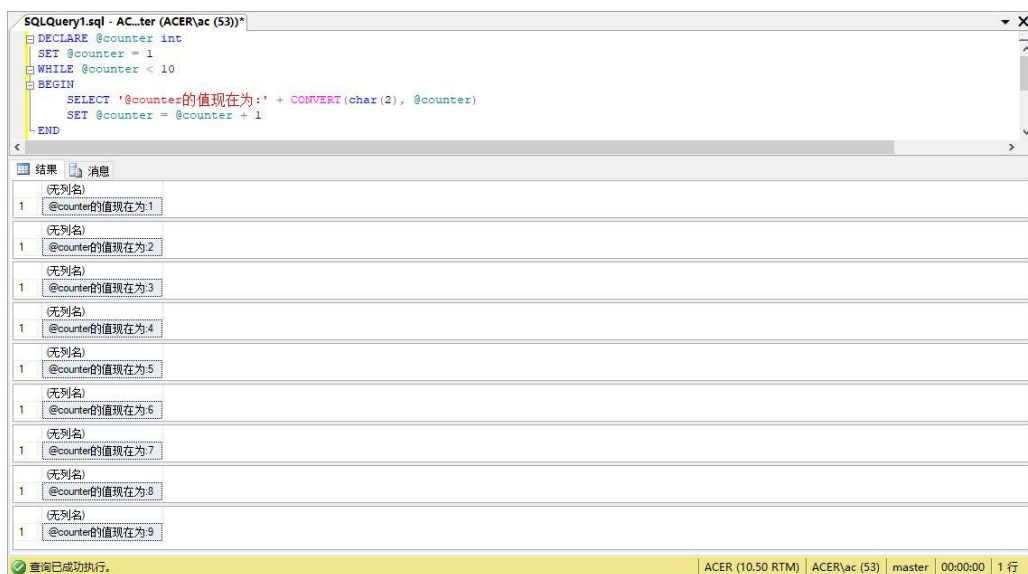 SQLQuery1.sql - AC...ter (ACER\ac (53))*
DECLARE @counter int
SET @counter = 1
WHILE @counter < 10
BEGIN
SELECT '@counter的值现在为:' + CONVERT(char(2), @counter)
SET @counter = @counter + 1
END
结果 消息
(无列名)
1 @counter的值现在为:1
(无列名)
1 @counter的值现在为:2
(无列名)
1 @counter的值现在为:3
(无列名)
1 @counter的值现在为:4
(无列名)
1 @counter的值现在为:5
(无列名)
1 @counter的值现在为:6
(无列名)
1 @counter的值现在为:7
(无列名)
1 @counter的值现在为:8
(无列名)
1 @counter的值现在为:9
查询已成功执行。 ACER (10.50 RTM) ACER\ac (53) master 00:00:00 1 行